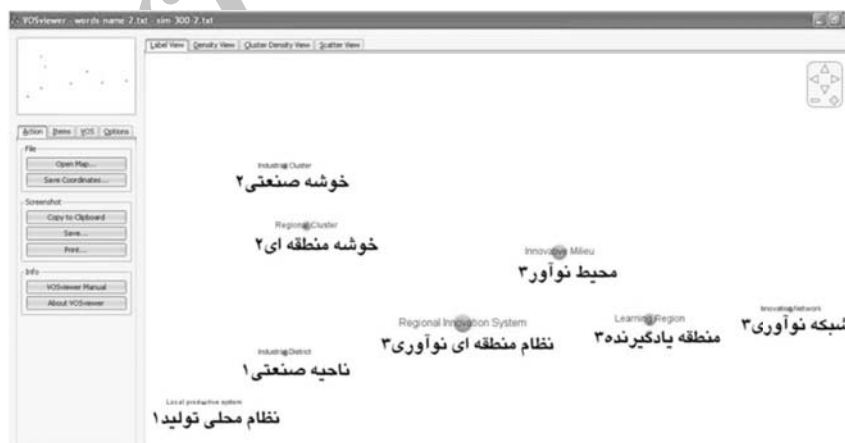 VOSviewer - words name-2.txt - sim-300-2.txt
Label View Density View Cluster Density View Scatter View
Action Items VOS Options
File
Open Map...
Save Coordinates...
Screenshot
Copy to Clipboard
Save...
Print...
Info
VOSviewer Manual
About VOSviewer
Industrial Cluster
خوشه صنعتی۲
Regional Cluster
خوشه منطقه ای۲
Innovative Milieu
محیط نوآور۳
Innovating Network
شبکه نوآوری۳
Learning Region
منطقه یادگیرنده۳
Regional Innovation System
نظام منطقه ای نوآوری۳
Industrial District
ناحیه صنعتی۱
Local productive system
نظام محلی تولید۱